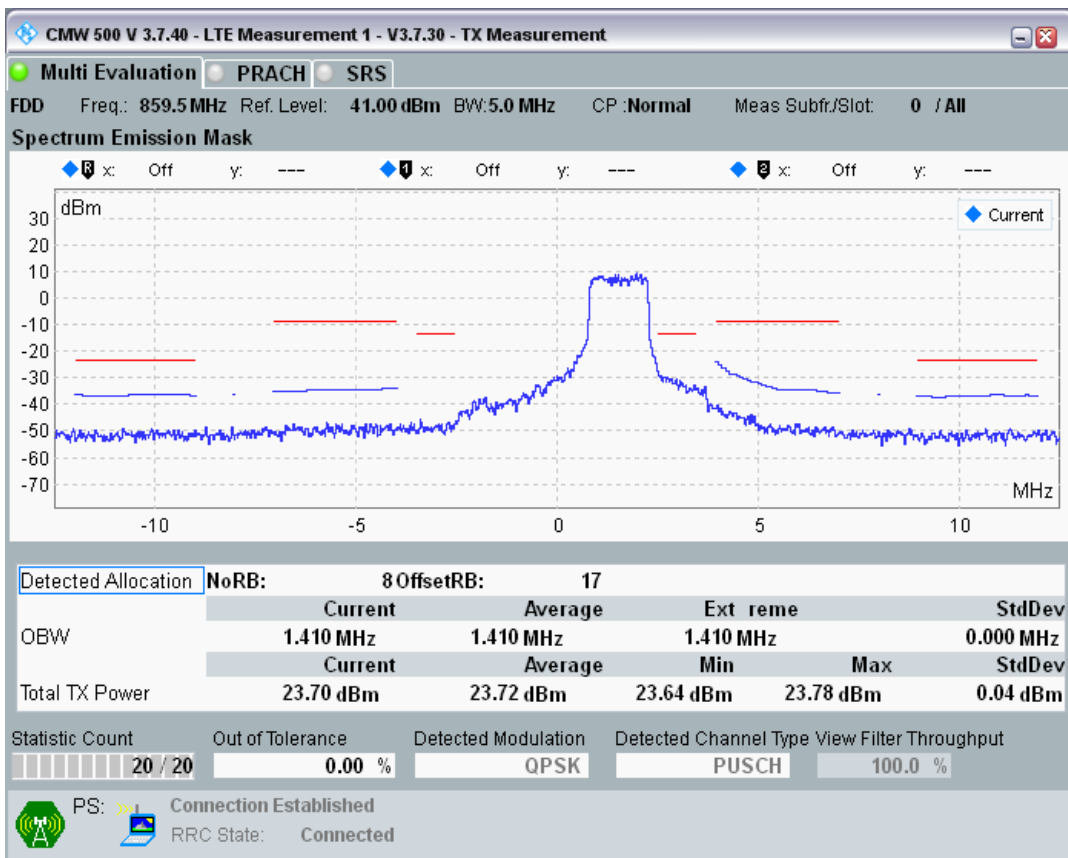 CMW 500 V 3.7.40 - LTE Measurement 1 - V3.7.30 - TX Measurement
Multi Evaluation PRACH SRS
FDD Freq.: 859.5 MHz Ref. Level: 41.00 dBm BW:5.0 MHz CP :Normal Meas Subfr./Slot: 0 / All
Spectrum Emission Mask
R x: Off y: --- 1 x: Off y: --- 2 x: Off y: ---
dBm
Current
30
20
10
0
-10
-20
-30
-40
-50
-60
-70
MHz
-10 -5 0 5 10
Detected Allocation NoRB: 8 OffsetRB: 17
Current Average Ext reme StdDev
OBW 1.410 MHz 1.410 MHz 1.410 MHz 0.000 MHz
Current Average Min Max StdDev
Total TX Power 23.70 dBm 23.72 dBm 23.64 dBm 23.78 dBm 0.04 dBm
Statistic Count Out of Tolerance Detected Modulation Detected Channel Type View Filter Throughput
20 / 20 0.00 % QPSK PUSCH 100.0 %
PS: Connection Established
RRC State: Connected